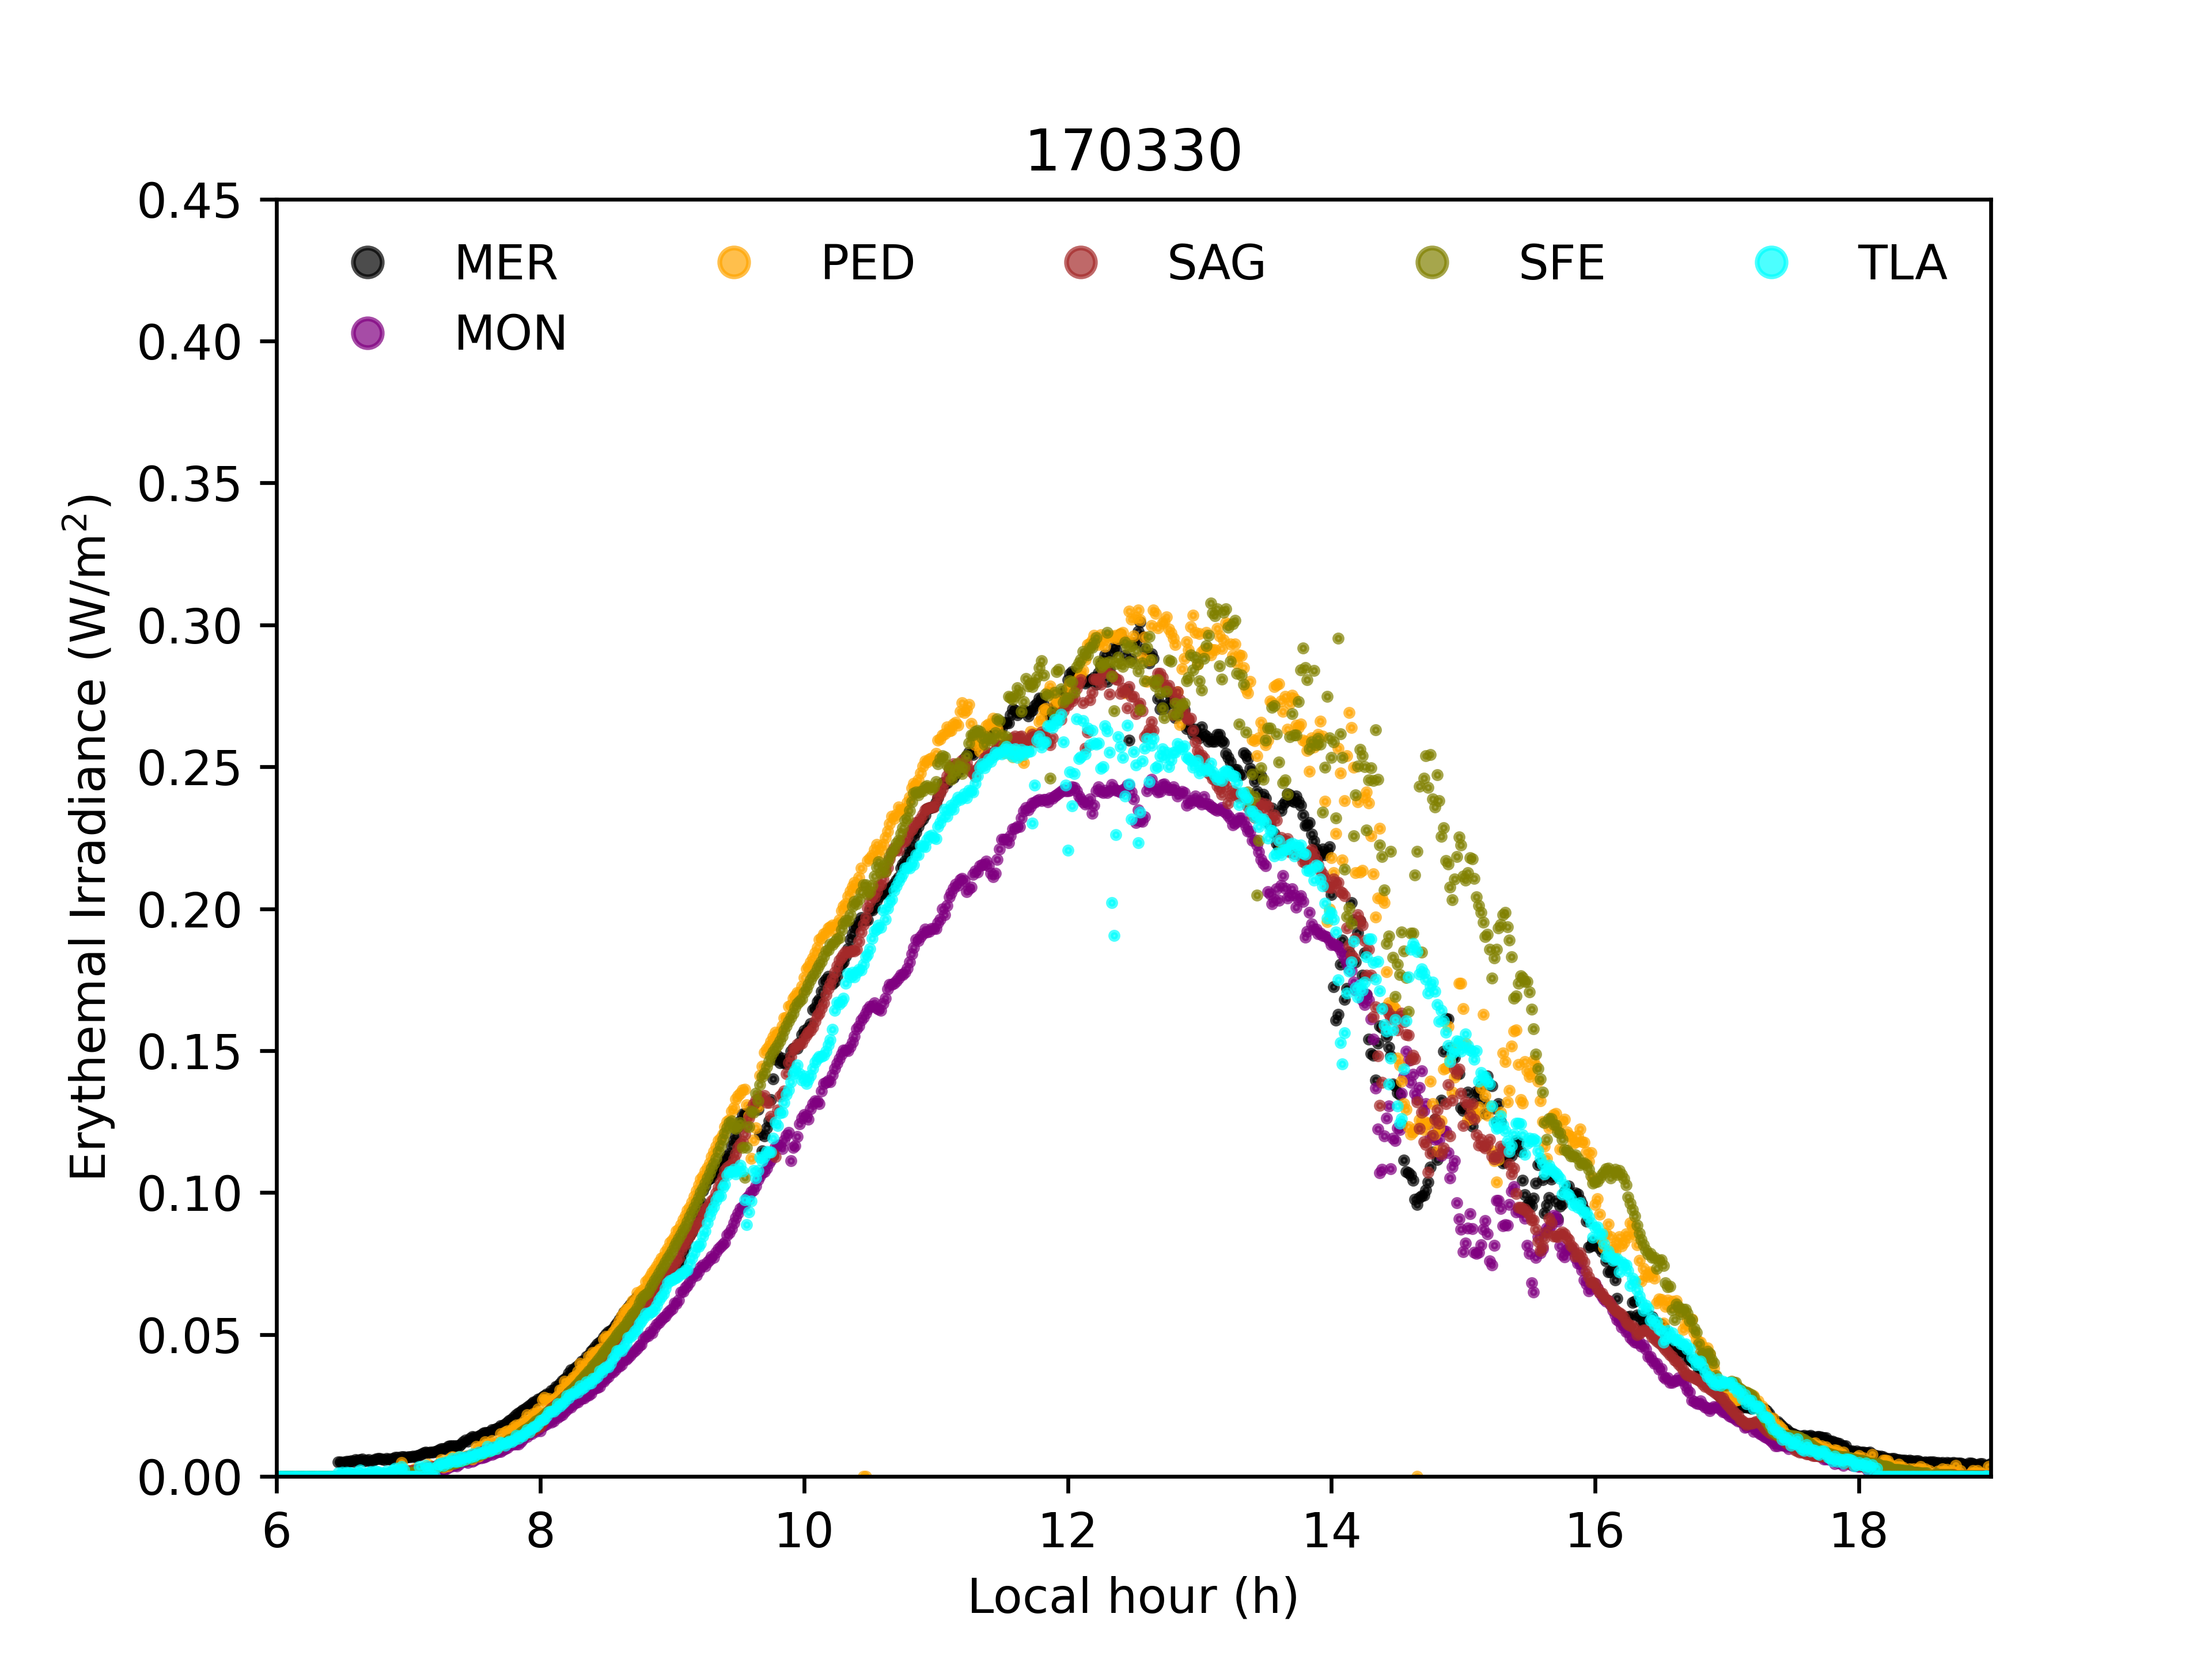 170330
0.45
0.40
0.35
0.30
0.25
0.20
0.15
0.10
0.05
0.00
Erythemal Irradiance (W/m²)
MER PED SAG SFE TLA
MON
6 8 10 12 14 16 18
Local hour (h)